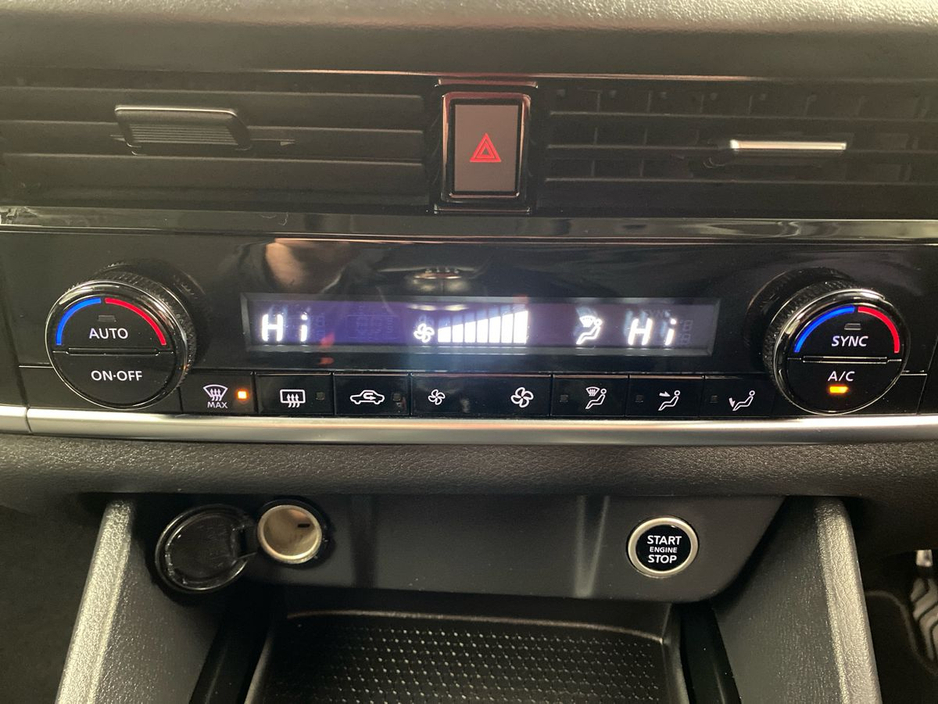 Hi
Hi
AUTO
ON·OFF
SYNC
A/C
MAX
START
ENGINE
STOP